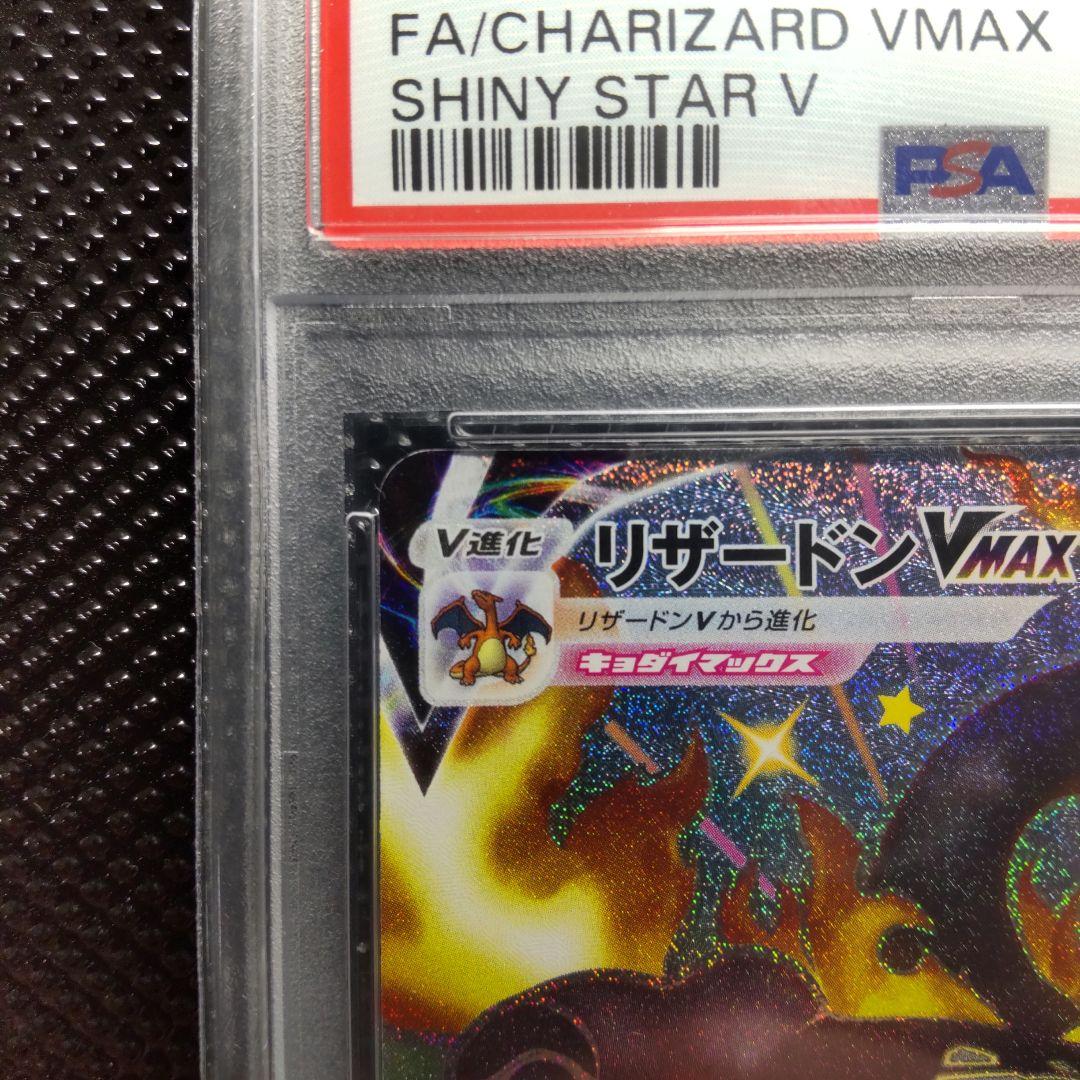 FA/CHARIZARD VMAX
SHINY STAR V
PSA
V進化
リザードンVMAX
リザードンVから進化
キョダイマックス